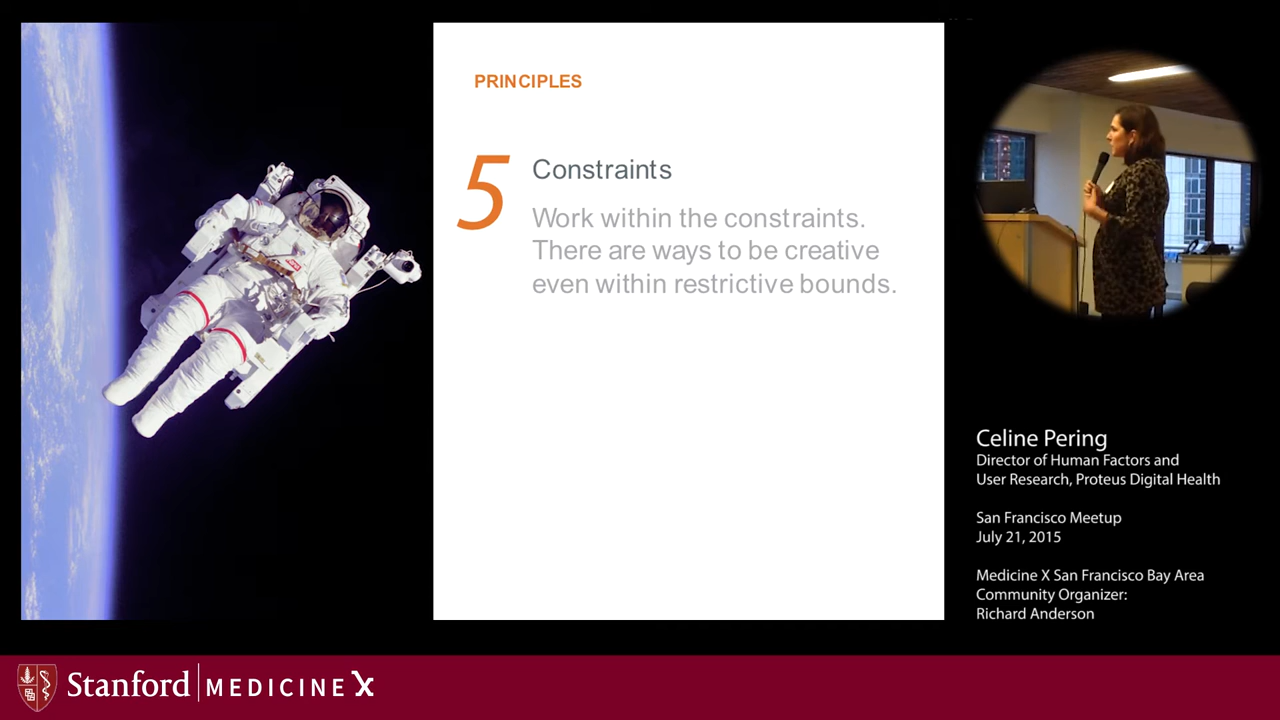 PRINCIPLES
5
Constraints
Work within the constraints.
There are ways to be creative
even within restrictive bounds.
Celine Pering
Director of Human Factors and
User Research, Proteus Digital Health
San Francisco Meetup
July 21, 2015
Medicine X San Francisco Bay Area
Community Organizer:
Richard Anderson
Stanford MEDICINE X